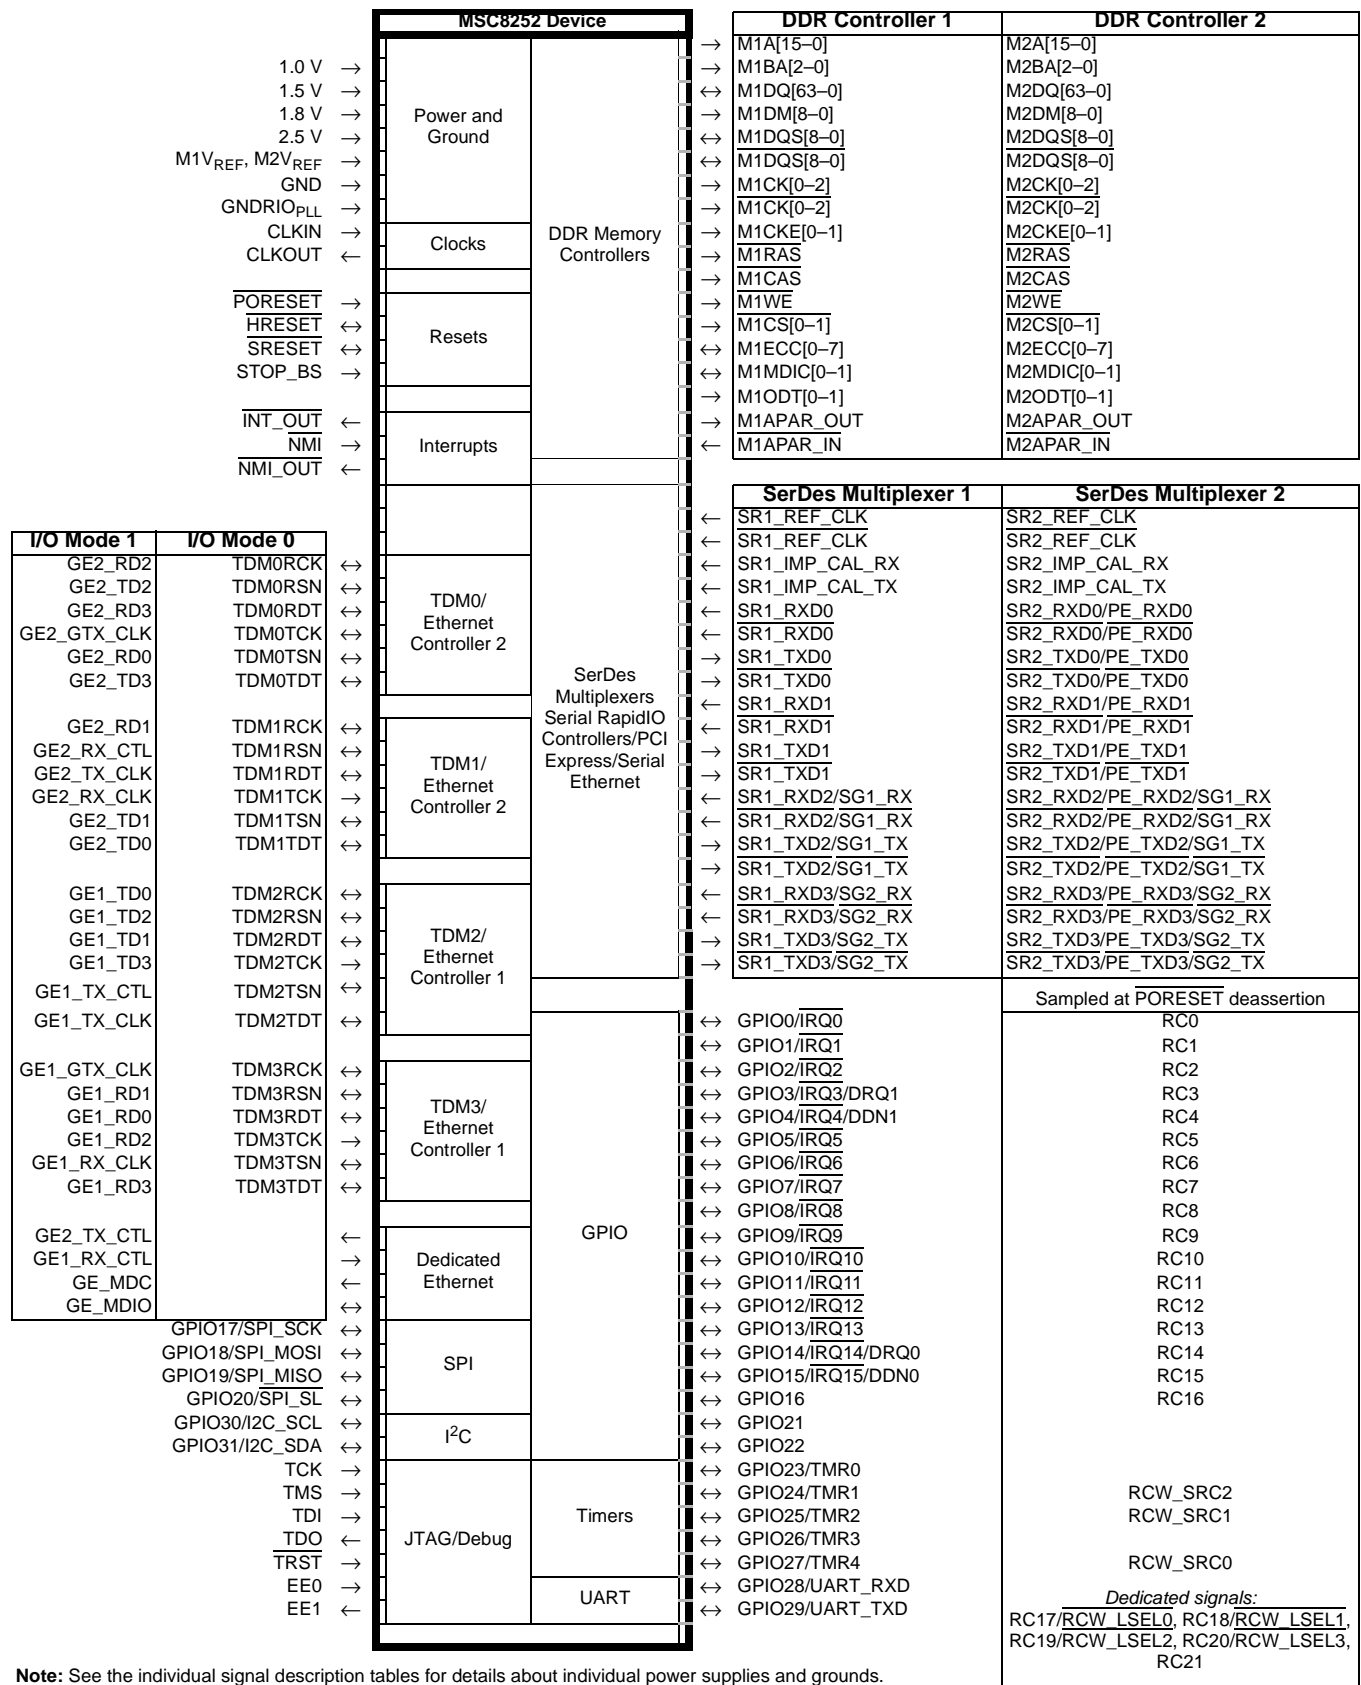 MSC8252 Device
Power and
Ground
Clocks
Resets
Interrupts
TDM0/
Ethernet
Controller 2
TDM1/
Ethernet
Controller 2
TDM2/
Ethernet
Controller 1
TDM3/
Ethernet
Controller 1
Dedicated
Ethernet
SPI
I²C
JTAG/Debug
DDR Memory
Controllers
SerDes
Multiplexers
Serial RapidIO
Controllers/PCI
Express/Serial
Ethernet
GPIO
Timers
UART
1.0 V →
1.5 V →
1.8 V →
2.5 V →
M1VREF, M2VREF →
GND →
GNDRIOPLL →
CLKIN →
CLKOUT ←
PORESET →
HRESET ↔
SRESET ↔
STOP_BS →
INT_OUT ←
NMI →
NMI_OUT ←
I/O Mode 1 I/O Mode 0
GE2_RD2 TDM0RCK ↔
GE2_TD2 TDM0RSN ↔
GE2_RD3 TDM0RDT ↔
GE2_GTX_CLK TDM0TCK ↔
GE2_RD0 TDM0TSN ↔
GE2_TD3 TDM0TDT ↔
GE2_RD1 TDM1RCK ↔
GE2_RX_CTL TDM1RSN ↔
GE2_TX_CLK TDM1RDT ↔
GE2_RX_CLK TDM1TCK →
GE2_TD1 TDM1TSN ↔
GE2_TD0 TDM1TDT ↔
GE1_TD0 TDM2RCK ↔
GE1_TD2 TDM2RSN ↔
GE1_TD1 TDM2RDT ↔
GE1_TD3 TDM2TCK →
GE1_TX_CTL TDM2TSN ↔
GE1_TX_CLK TDM2TDT ↔
GE1_GTX_CLK TDM3RCK ↔
GE1_RD1 TDM3RSN ↔
GE1_RD0 TDM3RDT ↔
GE1_RD2 TDM3TCK →
GE1_RX_CLK TDM3TSN ↔
GE1_RD3 TDM3TDT ↔
GE2_TX_CTL ←
GE1_RX_CTL →
GE_MDC ←
GE_MDIO ↔
GPIO17/SPI_SCK ↔
GPIO18/SPI_MOSI ↔
GPIO19/SPI_MISO ↔
GPIO20/SPI_SL ↔
GPIO30/I2C_SCL ↔
GPIO31/I2C_SDA ↔
TCK →
TMS →
TDI →
TDO ←
TRST →
EE0 →
EE1 ←
DDR Controller 1 DDR Controller 2
→ M1A[15–0] M2A[15–0]
→ M1BA[2–0] M2BA[2–0]
↔ M1DQ[63–0] M2DQ[63–0]
→ M1DM[8–0] M2DM[8–0]
↔ M1DQS[8–0] M2DQS[8–0]
↔ M1DQS[8–0] M2DQS[8–0]
→ M1CK[0–2] M2CK[0–2]
→ M1CK[0–2] M2CK[0–2]
→ M1CKE[0–1] M2CKE[0–1]
→ M1RAS M2RAS
→ M1CAS M2CAS
→ M1WE M2WE
→ M1CS[0–1] M2CS[0–1]
↔ M1ECC[0–7] M2ECC[0–7]
↔ M1MDIC[0–1] M2MDIC[0–1]
→ M1ODT[0–1] M2ODT[0–1]
→ M1APAR_OUT M2APAR_OUT
← M1APAR_IN M2APAR_IN
SerDes Multiplexer 1 SerDes Multiplexer 2
← SR1_REF_CLK SR2_REF_CLK
← SR1_REF_CLK SR2_REF_CLK
← SR1_IMP_CAL_RX SR2_IMP_CAL_RX
← SR1_IMP_CAL_TX SR2_IMP_CAL_TX
← SR1_RXD0 SR2_RXD0/PE_RXD0
← SR1_RXD0 SR2_RXD0/PE_RXD0
→ SR1_TXD0 SR2_TXD0/PE_TXD0
→ SR1_TXD0 SR2_TXD0/PE_TXD0
← SR1_RXD1 SR2_RXD1/PE_RXD1
← SR1_RXD1 SR2_RXD1/PE_RXD1
→ SR1_TXD1 SR2_TXD1/PE_TXD1
→ SR1_TXD1 SR2_TXD1/PE_TXD1
← SR1_RXD2/SG1_RX SR2_RXD2/PE_RXD2/SG1_RX
← SR1_RXD2/SG1_RX SR2_RXD2/PE_RXD2/SG1_RX
→ SR1_TXD2/SG1_TX SR2_TXD2/PE_TXD2/SG1_TX
→ SR1_TXD2/SG1_TX SR2_TXD2/PE_TXD2/SG1_TX
← SR1_RXD3/SG2_RX SR2_RXD3/PE_RXD3/SG2_RX
← SR1_RXD3/SG2_RX SR2_RXD3/PE_RXD3/SG2_RX
→ SR1_TXD3/SG2_TX SR2_TXD3/PE_TXD3/SG2_TX
→ SR1_TXD3/SG2_TX SR2_TXD3/PE_TXD3/SG2_TX
Sampled at PORESET deassertion
↔ GPIO0/IRQ0 RC0
↔ GPIO1/IRQ1 RC1
↔ GPIO2/IRQ2 RC2
↔ GPIO3/IRQ3/DRQ1 RC3
↔ GPIO4/IRQ4/DDN1 RC4
↔ GPIO5/IRQ5 RC5
↔ GPIO6/IRQ6 RC6
↔ GPIO7/IRQ7 RC7
↔ GPIO8/IRQ8 RC8
↔ GPIO9/IRQ9 RC9
↔ GPIO10/IRQ10 RC10
↔ GPIO11/IRQ11 RC11
↔ GPIO12/IRQ12 RC12
↔ GPIO13/IRQ13 RC13
↔ GPIO14/IRQ14/DRQ0 RC14
↔ GPIO15/IRQ15/DDN0 RC15
↔ GPIO16 RC16
↔ GPIO21
↔ GPIO22
↔ GPIO23/TMR0
↔ GPIO24/TMR1 RCW_SRC2
↔ GPIO25/TMR2 RCW_SRC1
↔ GPIO26/TMR3
↔ GPIO27/TMR4 RCW_SRC0
↔ GPIO28/UART_RXD
↔ GPIO29/UART_TXD
Dedicated signals:
RC17/RCW_LSEL0, RC18/RCW_LSEL1,
RC19/RCW_LSEL2, RC20/RCW_LSEL3,
RC21
Note: See the individual signal description tables for details about individual power supplies and grounds.